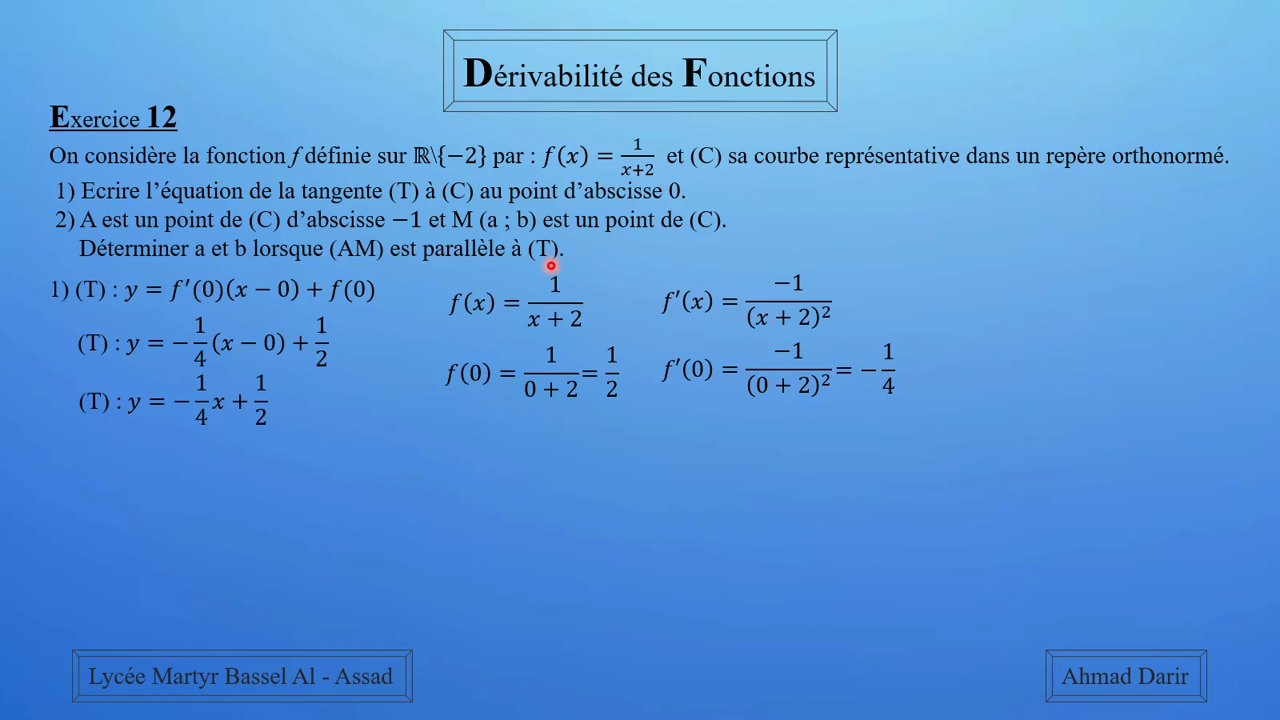 Dérivabilité des Fonctions
Exercice 12
On considère la fonction f définie sur ℝ\{−2} par : f(x) = 1/(x+2) et (C) sa courbe représentative dans un repère orthonormé.
1) Ecrire l’équation de la tangente (T) à (C) au point d’abscisse 0.
2) A est un point de (C) d’abscisse −1 et M (a ; b) est un point de (C).
Déterminer a et b lorsque (AM) est parallèle à (T).
1) (T) : y = f′(0)(x − 0) + f(0)
(T) : y = −1/4 (x − 0) + 1/2
(T) : y = −1/4 x + 1/2
f(x) = 1/(x + 2)
f(0) = 1/(0 + 2) = 1/2
f′(x) = −1/(x + 2)²
f′(0) = −1/(0 + 2)² = −1/4
Lycée Martyr Bassel Al - Assad
Ahmad Darir